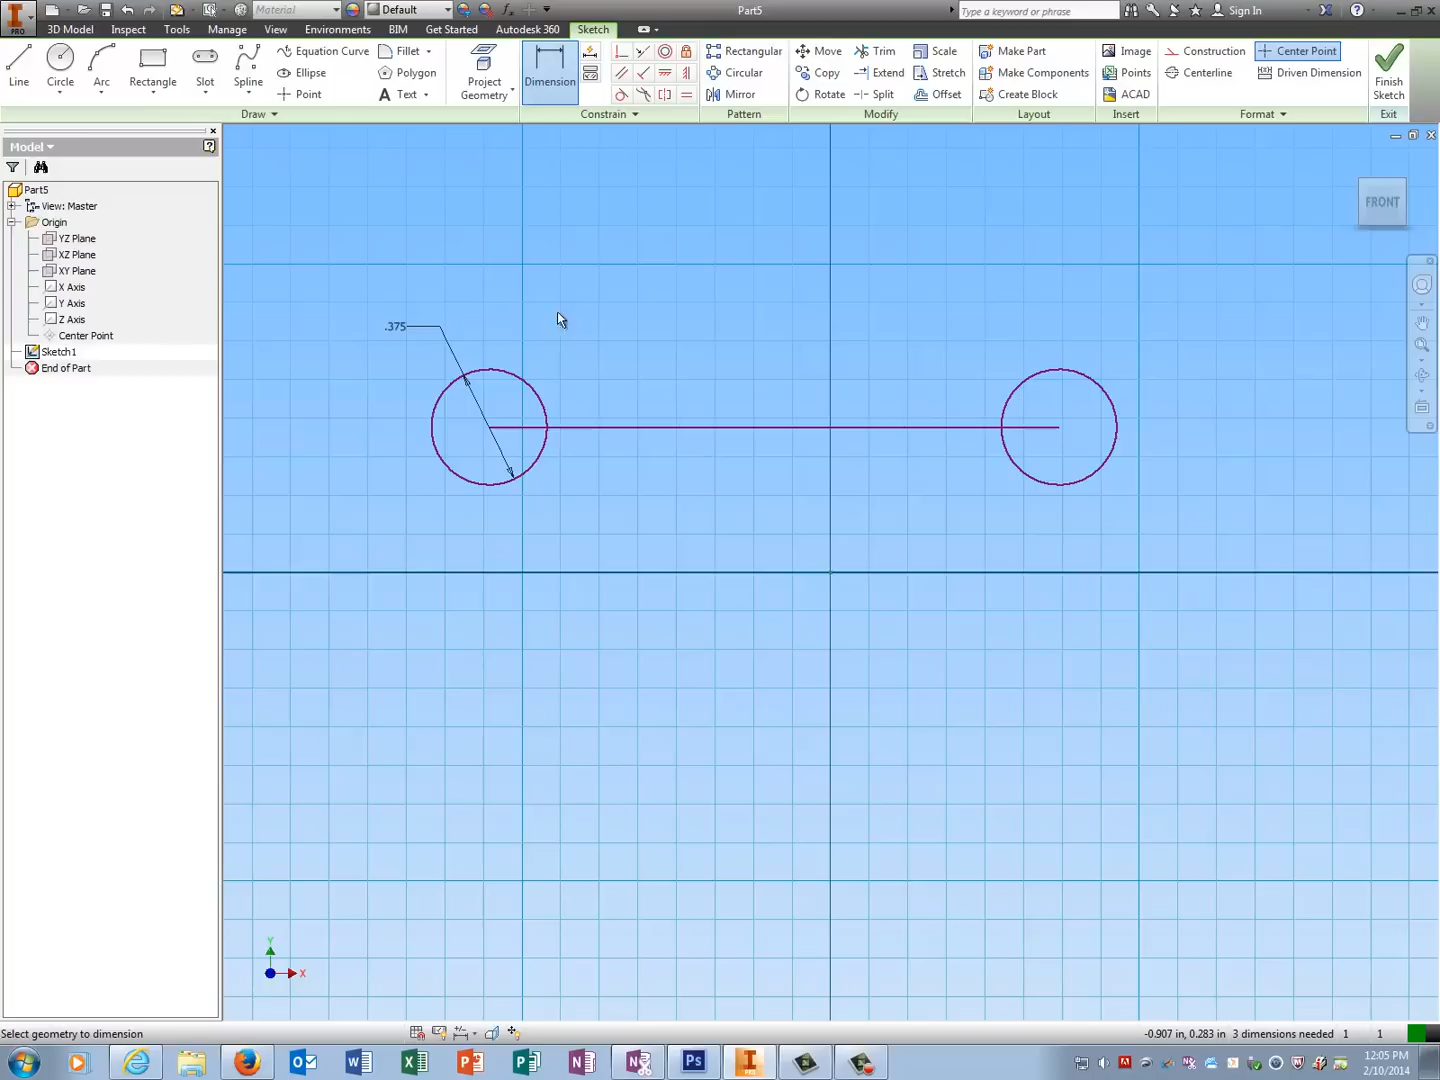 PRO Material Default Part5 Type a keyword or phrase Sign In
3D Model Inspect Tools Manage View Environments BIM Get Started Autodesk 360 Sketch
Line Circle Arc Rectangle Slot Spline
Equation Curve Fillet
Ellipse Polygon
Point Text
Project Geometry
Dimension
Rectangular
Circular
Mirror
Move Trim Scale
Copy Extend Stretch
Rotate Split Offset
Make Part
Make Components
Create Block
Image
Points
ACAD
Construction Center Point
Centerline Driven Dimension
Finish Sketch
Draw Constrain Pattern Modify Layout Insert Format Exit
Model
Part5
View: Master
Origin
YZ Plane
XZ Plane
XY Plane
X Axis
Y Axis
Z Axis
Center Point
Sketch1
End of Part
FRONT
.375
Y
X
Select geometry to dimension -0.907 in, 0.283 in 3 dimensions needed 1 1
12:05 PM
2/10/2014